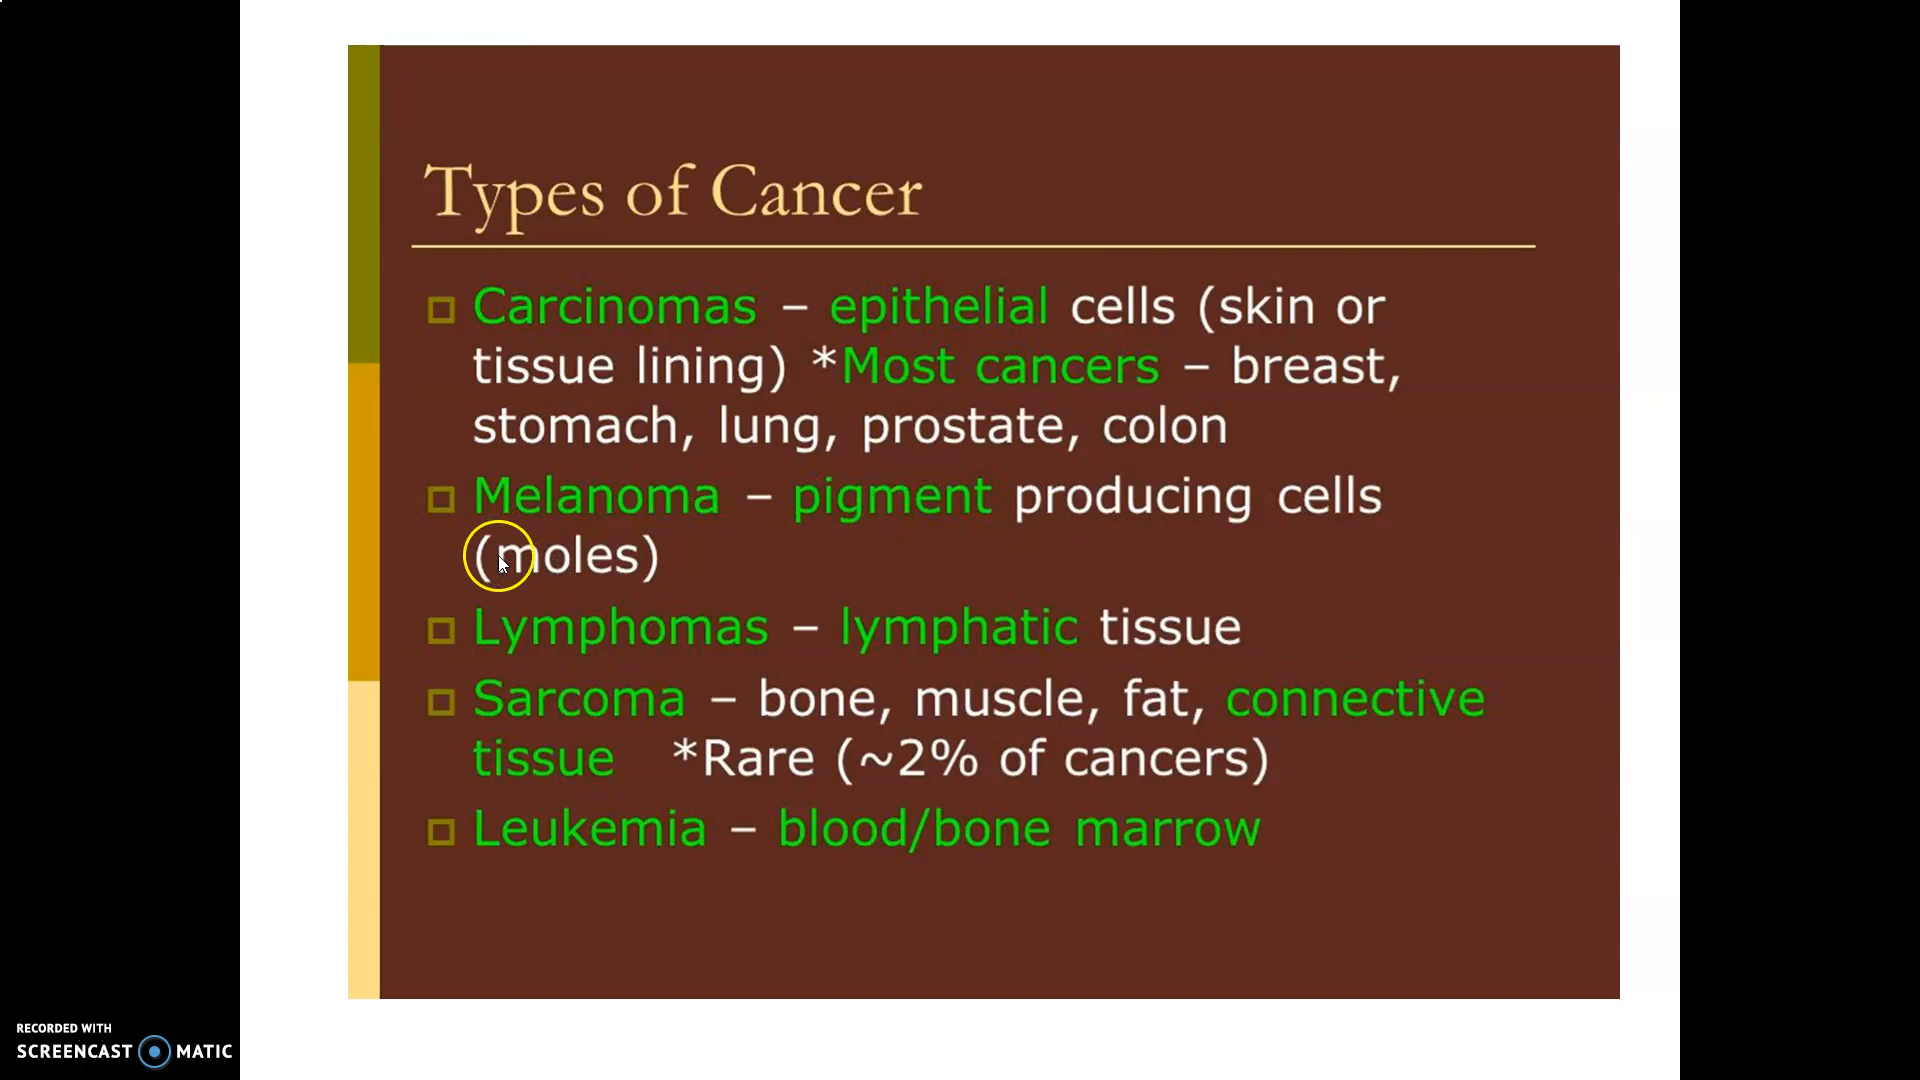 Types of Cancer
Carcinomas – epithelial cells (skin or
tissue lining) *Most cancers – breast,
stomach, lung, prostate, colon
Melanoma – pigment producing cells
(moles)
Lymphomas – lymphatic tissue
Sarcoma – bone, muscle, fat, connective
tissue *Rare (~2% of cancers)
Leukemia – blood/bone marrow
RECORDED WITH
SCREENCAST MATIC